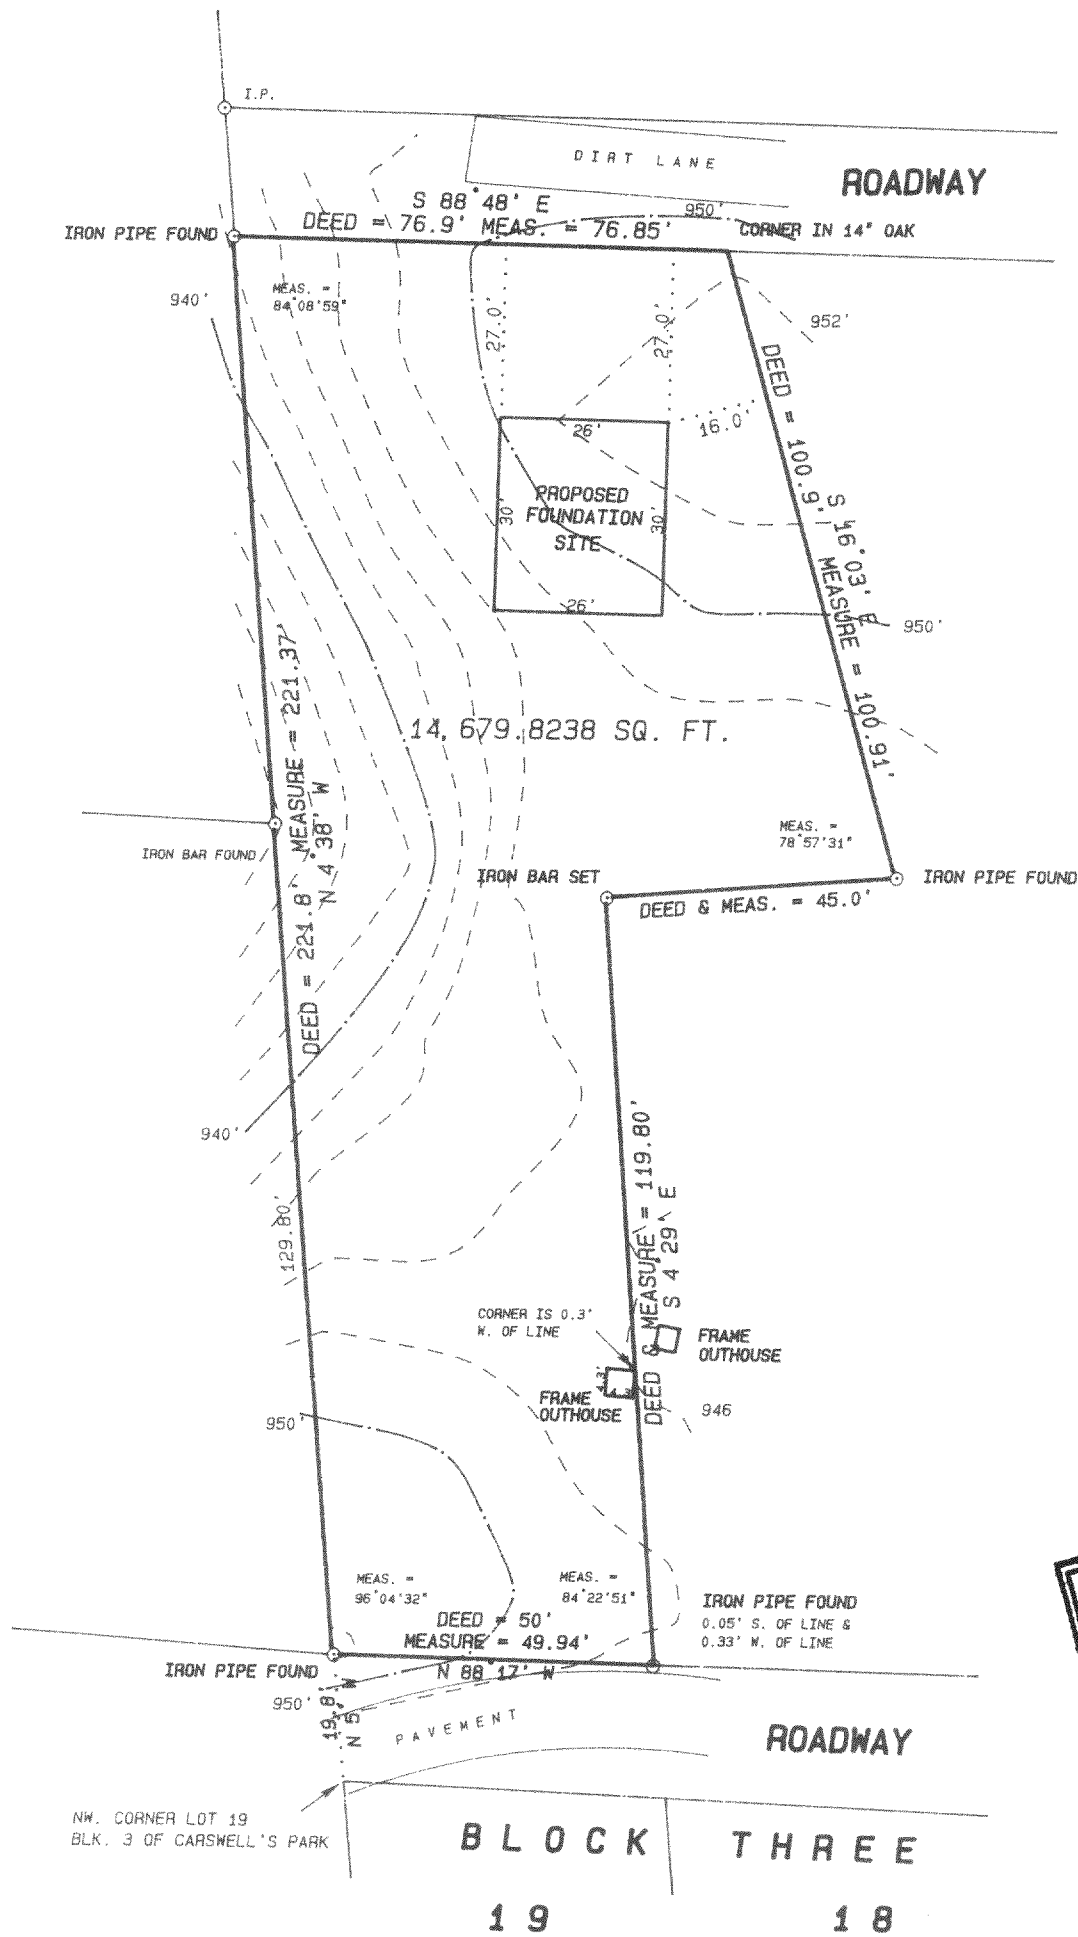 I.P.
DIRT LANE
ROADWAY
S 88°48' E
950'
DEED = 76.9' MEAS. = 76.85'
CORNER IN 14" OAK
IRON PIPE FOUND
MEAS. =
84°08'59"
940'
27.0'
27.0'
952'
DEED = 100.9'
S 16°03' E
MEASURE = 100.91'
26'
16.0'
30'
PROPOSED
FOUNDATION
SITE
30'
26'
950'
14,679.8238 SQ. FT.
DEED = 221.8' MEASURE = 221.37'
N 4°38' W
MEAS. =
78°57'31"
IRON BAR FOUND
IRON BAR SET
IRON PIPE FOUND
DEED & MEAS. = 45.0'
940'
129.80'
DEED & MEASURE = 119.80'
S 4°29' E
CORNER IS 0.3'
W. OF LINE
FRAME
OUTHOUSE
4.3'
4.3'
FRAME
OUTHOUSE
946
950'
MEAS. =
96°04'32"
MEAS. =
84°22'51"
DEED = 50'
MEASURE = 49.94'
N 88°17' W
IRON PIPE FOUND
0.05' S. OF LINE &
0.33' W. OF LINE
IRON PIPE FOUND
950'
19.8'
N 5° W
PAVEMENT
ROADWAY
NW. CORNER LOT 19
BLK. 3 OF CARSWELL'S PARK
BLOCK THREE
19 18